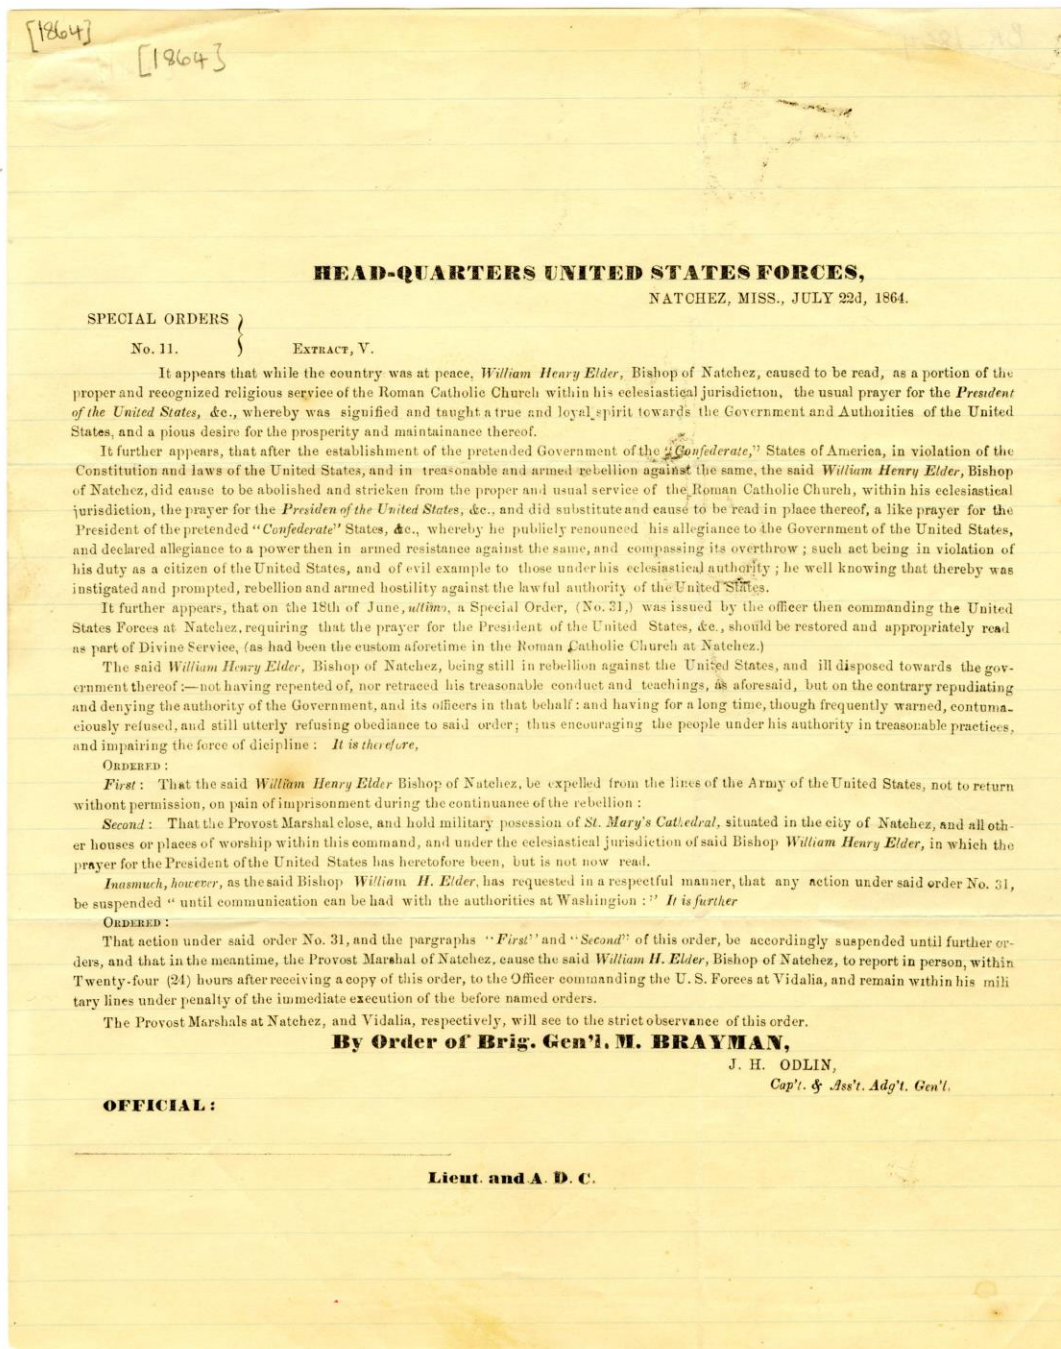 [1864]
[1864]
HEAD-QUARTERS UNITED STATES FORCES,
NATCHEZ, MISS., JULY 22d, 1864.
SPECIAL ORDERS }
No. 11. EXTRACT, V.
It appears that while the country was at peace, William Henry Elder, Bishop of Natchez, caused to be read, as a portion of the
proper and recognized religious service of the Roman Catholic Church within his eclesiastical jurisdiction, the usual prayer for the President
of the United States, &c., whereby was signified and taught a true and loyal spirit towards the Government and Authoiities of the United
States, and a pious desire for the prosperity and maintainance thereof.
It further appears, that after the establishment of the pretended Government of the "Confederate," States of America, in violation of the
Constitution and laws of the United States, and in treasonable and armed rebellion against the same, the said William Henry Elder, Bishop
of Natchez, did cause to be abolished and stricken from the proper and usual service of the Roman Catholic Church, within his eclesiastical
jurisdiction, the prayer for the Presiden of the United States, &c., and did substitute and cause to be read in place thereof, a like prayer for the
President of the pretended "Confederate" States, &c., whereby he publicly renounced his allegiance to the Government of the United States,
and declared allegiance to a power then in armed resistance against the same, and compassing its overthrow ; such act being in violation of
his duty as a citizen of the United States, and of evil example to those under his eclesiastical authority ; he well knowing that thereby was
instigated and prompted, rebellion and armed hostility against the lawful authority of the United States.
It further appears, that on the 18th of June, ultimo, a Special Order, (No. 31,) was issued by the officer then commanding the United
States Forces at Natchez, requiring that the prayer for the President of the United States, &c., should be restored and appropriately read
as part of Divine Service, (as had been the custom aforetime in the Roman Catholic Church at Natchez.)
The said William Henry Elder, Bishop of Natchez, being still in rebellion against the United States, and ill disposed towards the gov-
ernment thereof :—not having repented of, nor retraced his treasonable conduct and teachings, as aforesaid, but on the contrary repudiating
and denying the authority of the Government, and its officers in that behalf : and having for a long time, though frequently warned, contuma-
ciously refused, and still utterly refusing obediance to said order ; thus encouraging the people under his authority in treasonable practices,
and impairing the force of dicipline : It is therefore,
ORDERED :
First : That the said William Henry Elder Bishop of Natchez, be expelled from the lines of the Army of the United States, not to return
withont permission, on pain of imprisonment during the continuance of the rebellion :
Second : That the Provost Marshal close, and hold military posession of St. Mary's Cathedral, situated in the city of Natchez, and all oth-
er houses or places of worship within this command, and under the eclesiastical jurisdiction of said Bishop William Henry Elder, in which the
prayer for the President of the United States has heretofore been, but is not now read.
Inasmuch, however, as the said Bishop William H. Elder, has requested in a respectful manner, that any action under said order No. 31,
be suspended " until communication can be had with the authorities at Washington :" It is further
ORDERED :
That action under said order No. 31, and the pargraphs "First" and "Second" of this order, be accordingly suspended until further or-
ders, and that in the meantime, the Provost Marshal of Natchez, cause the said William H. Elder, Bishop of Natchez, to report in person, within
Twenty-four (24) hours after receiving a copy of this order, to the Officer commanding the U. S. Forces at Vidalia, and remain within his mili
tary lines under penalty of the immediate execution of the before named orders.
The Provost Marshals at Natchez, and Vidalia, respectively, will see to the strict observance of this order.
By Order of Brig. Gen'l. M. BRAYMAN,
J. H. ODLIN,
Cap't. & Ass't. Adg't. Gen'l.
OFFICIAL :
Lieut. and A. D. C.